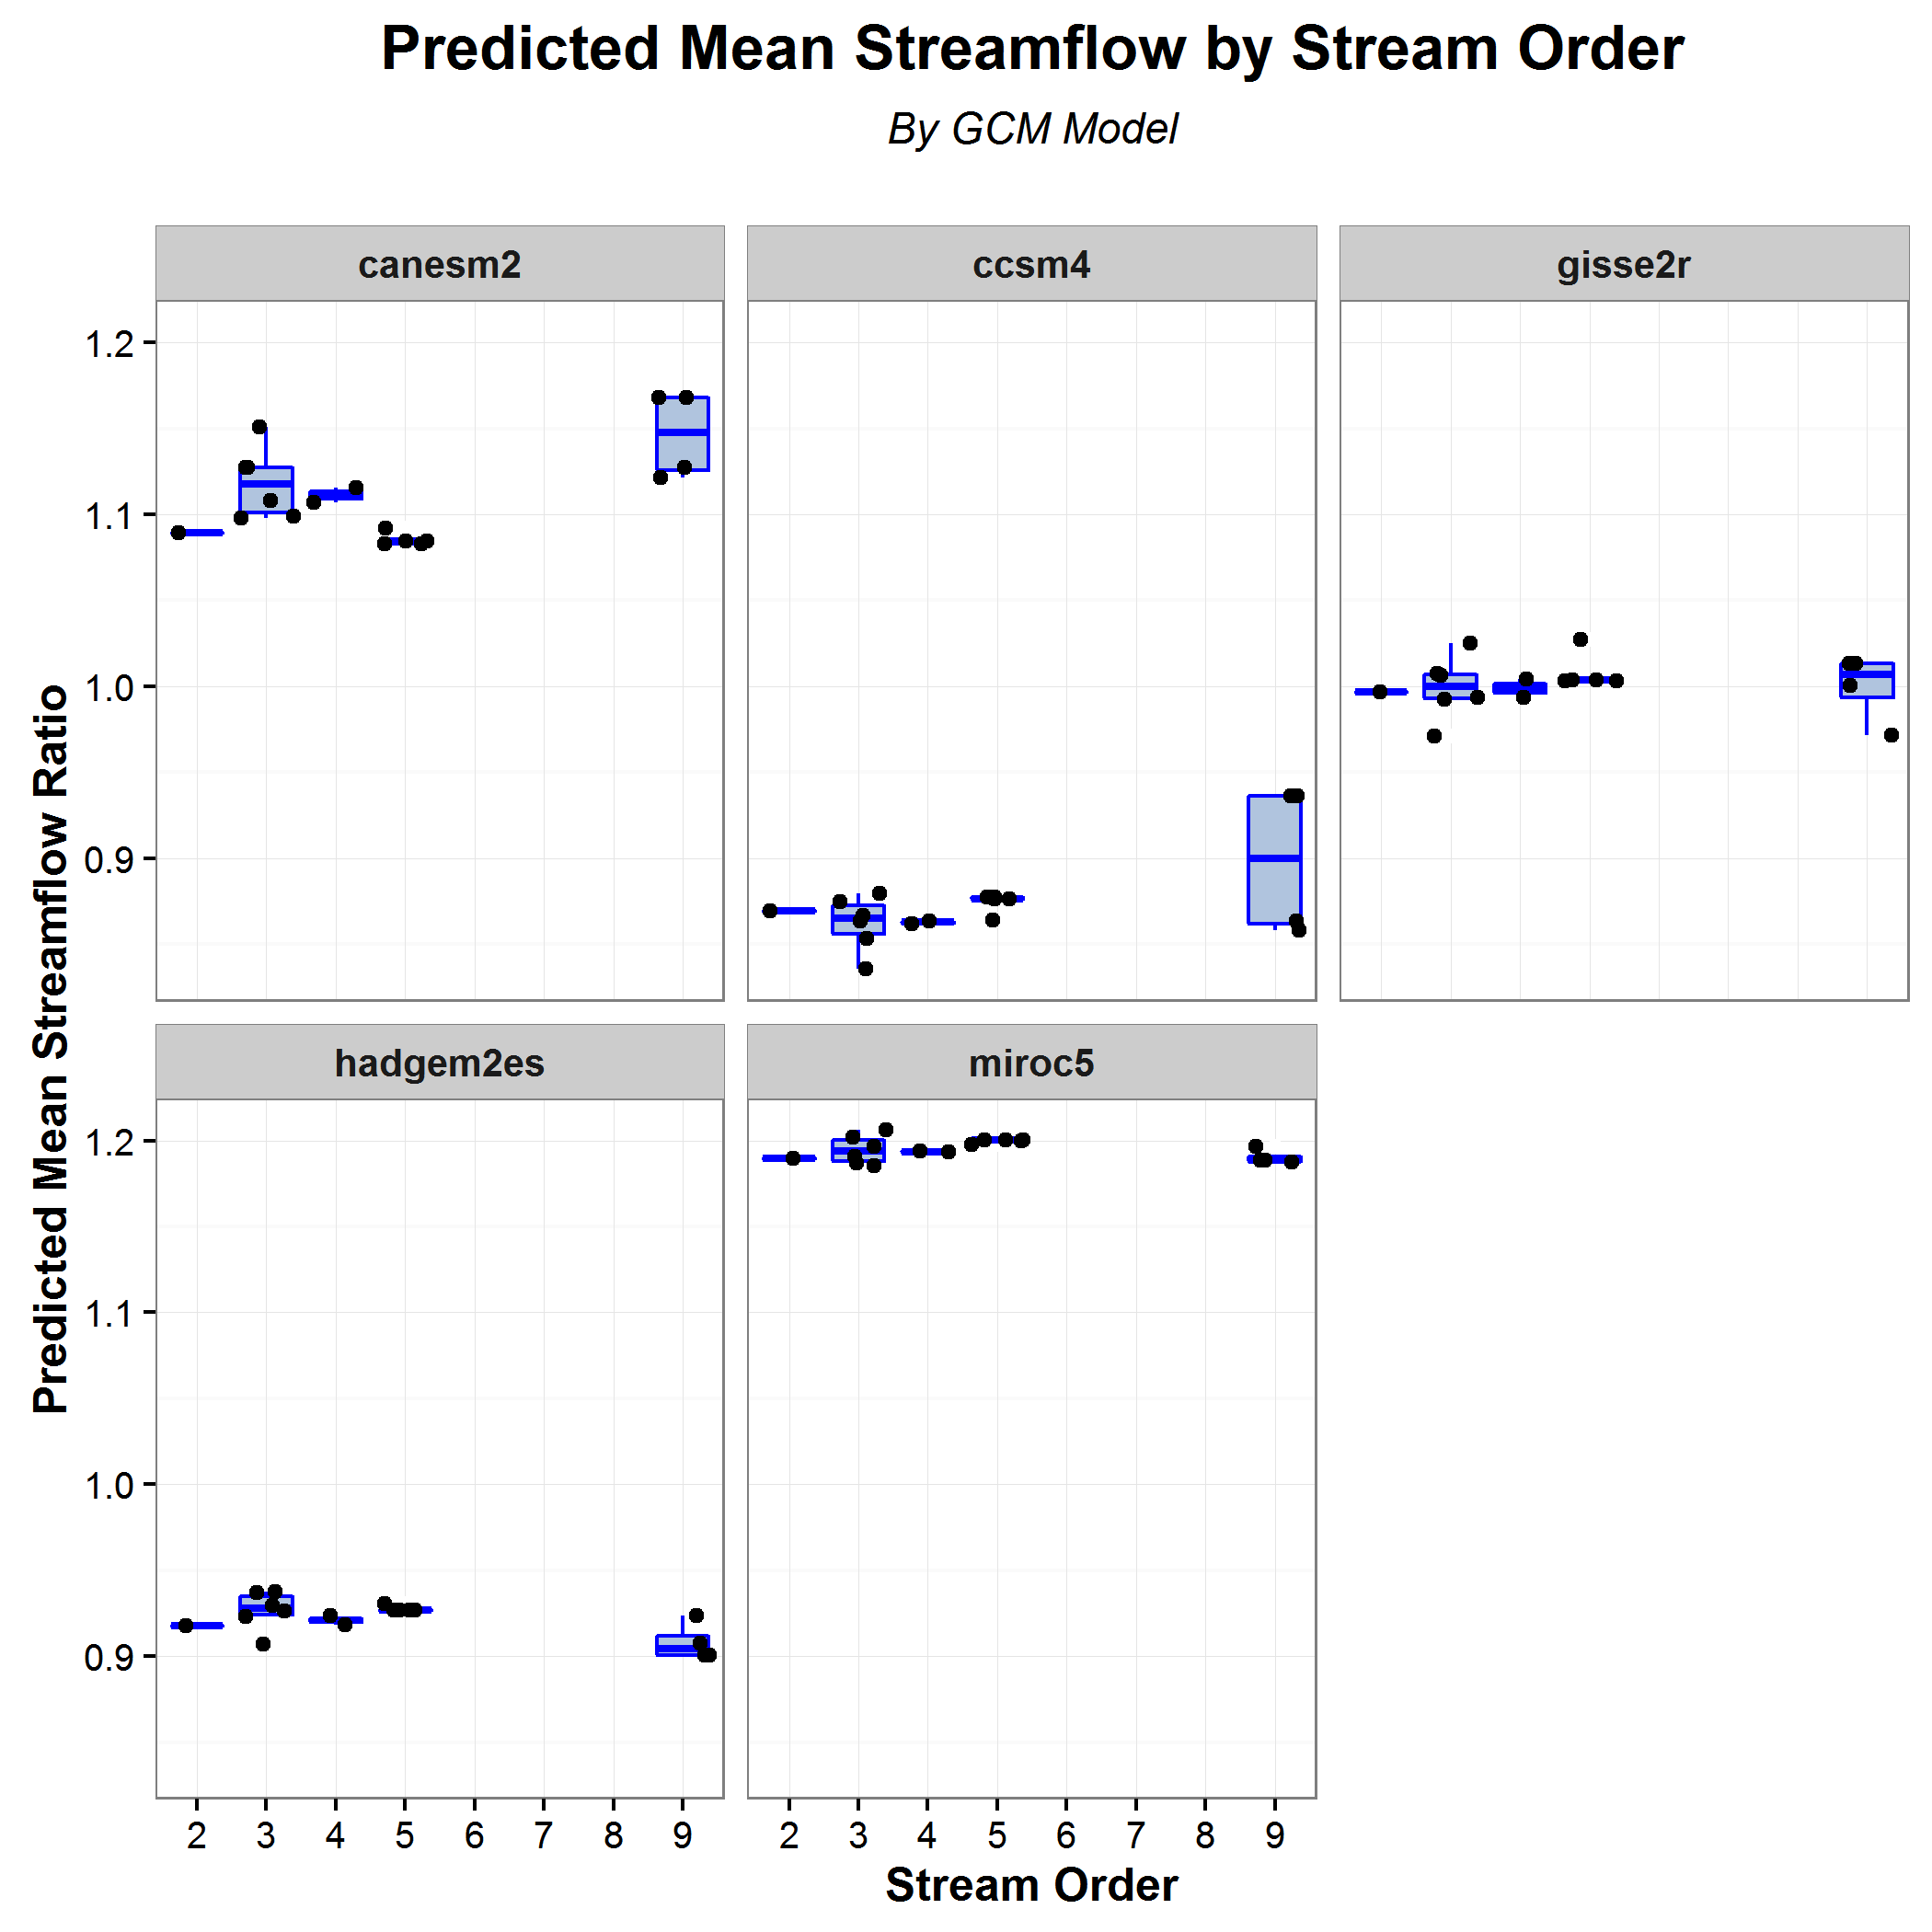 Predicted Mean Streamflow by Stream Order
By GCM Model
canesm2
ccsm4
gisse2r
1.2
1.1
1.0
0.9
Predicted Mean Streamflow Ratio
hadgem2es
miroc5
1.2
1.1
1.0
0.9
2 3 4 5 6 7 8 9
2 3 4 5 6 7 8 9
Stream Order